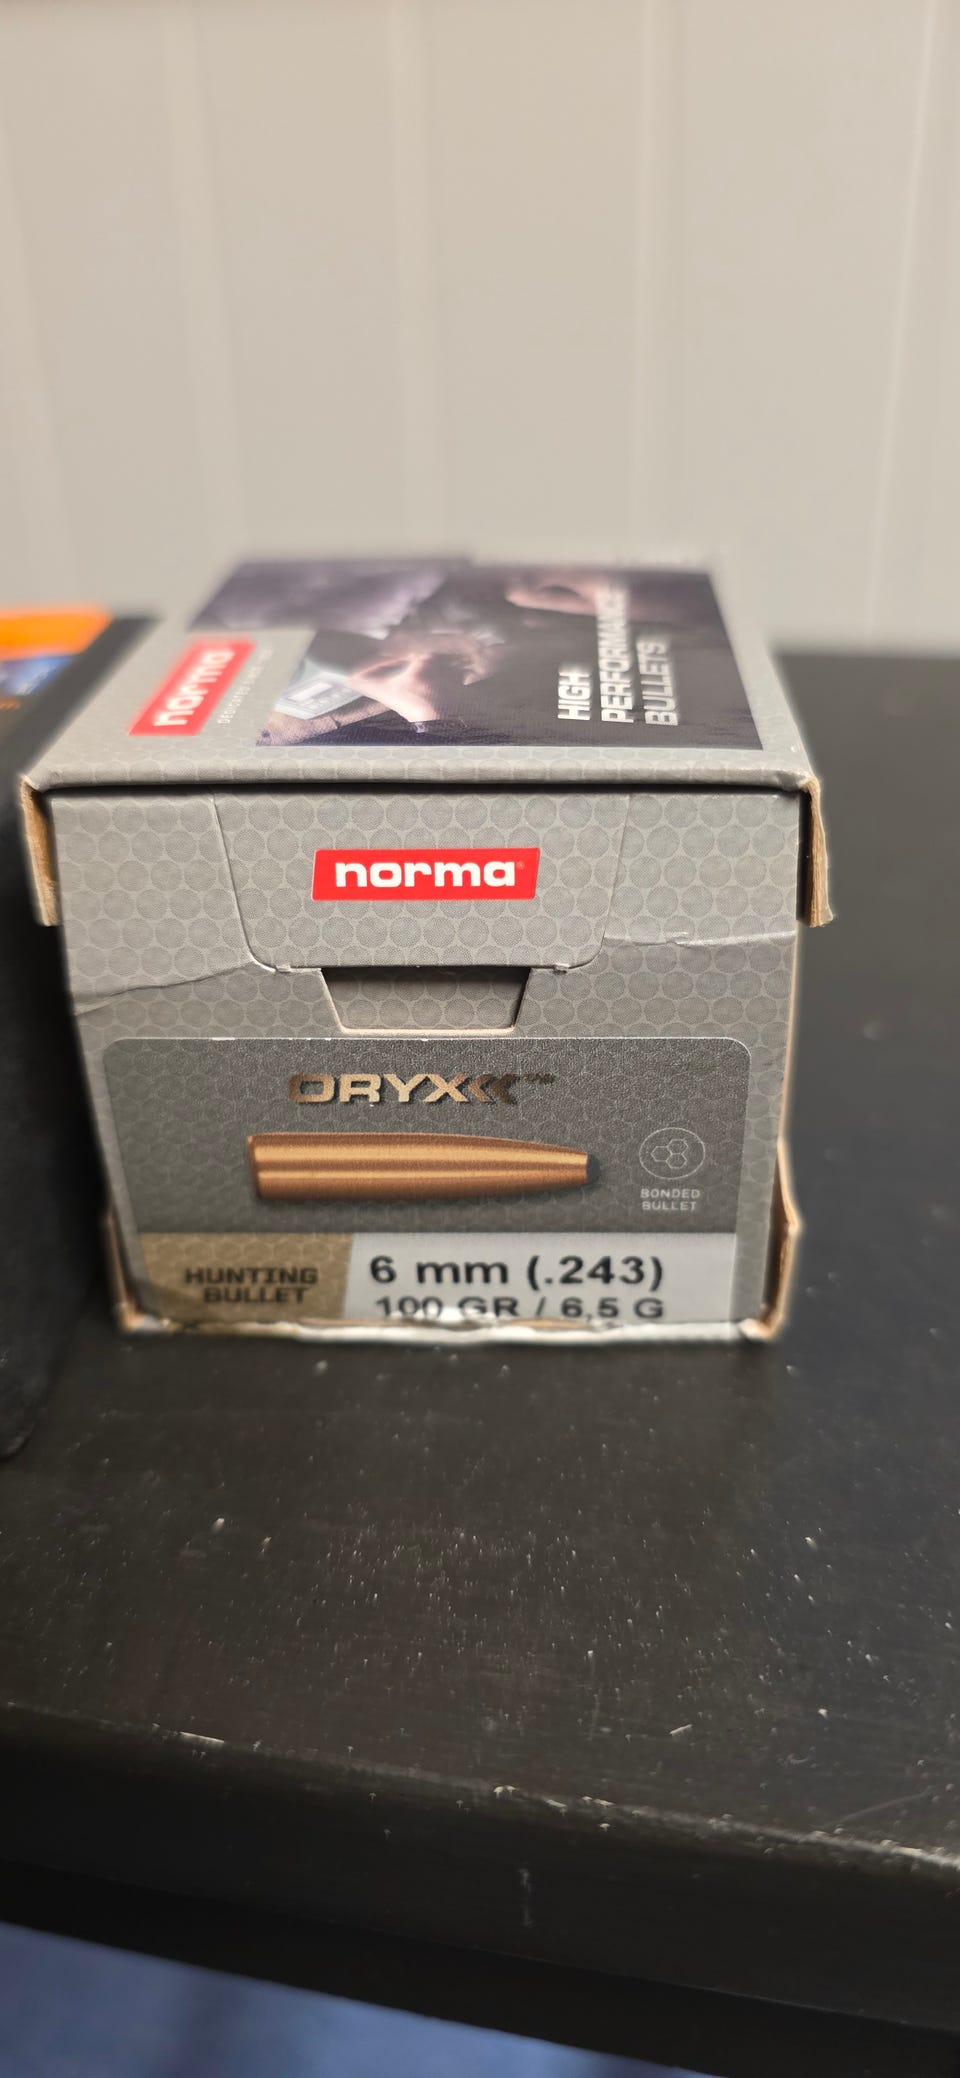 norma
HIGH
PERFORMANCE
BULLETS
norma
ORYX
BONDED
BULLET
HUNTING
BULLET
6 mm (.243)
100 GR / 6,5 G